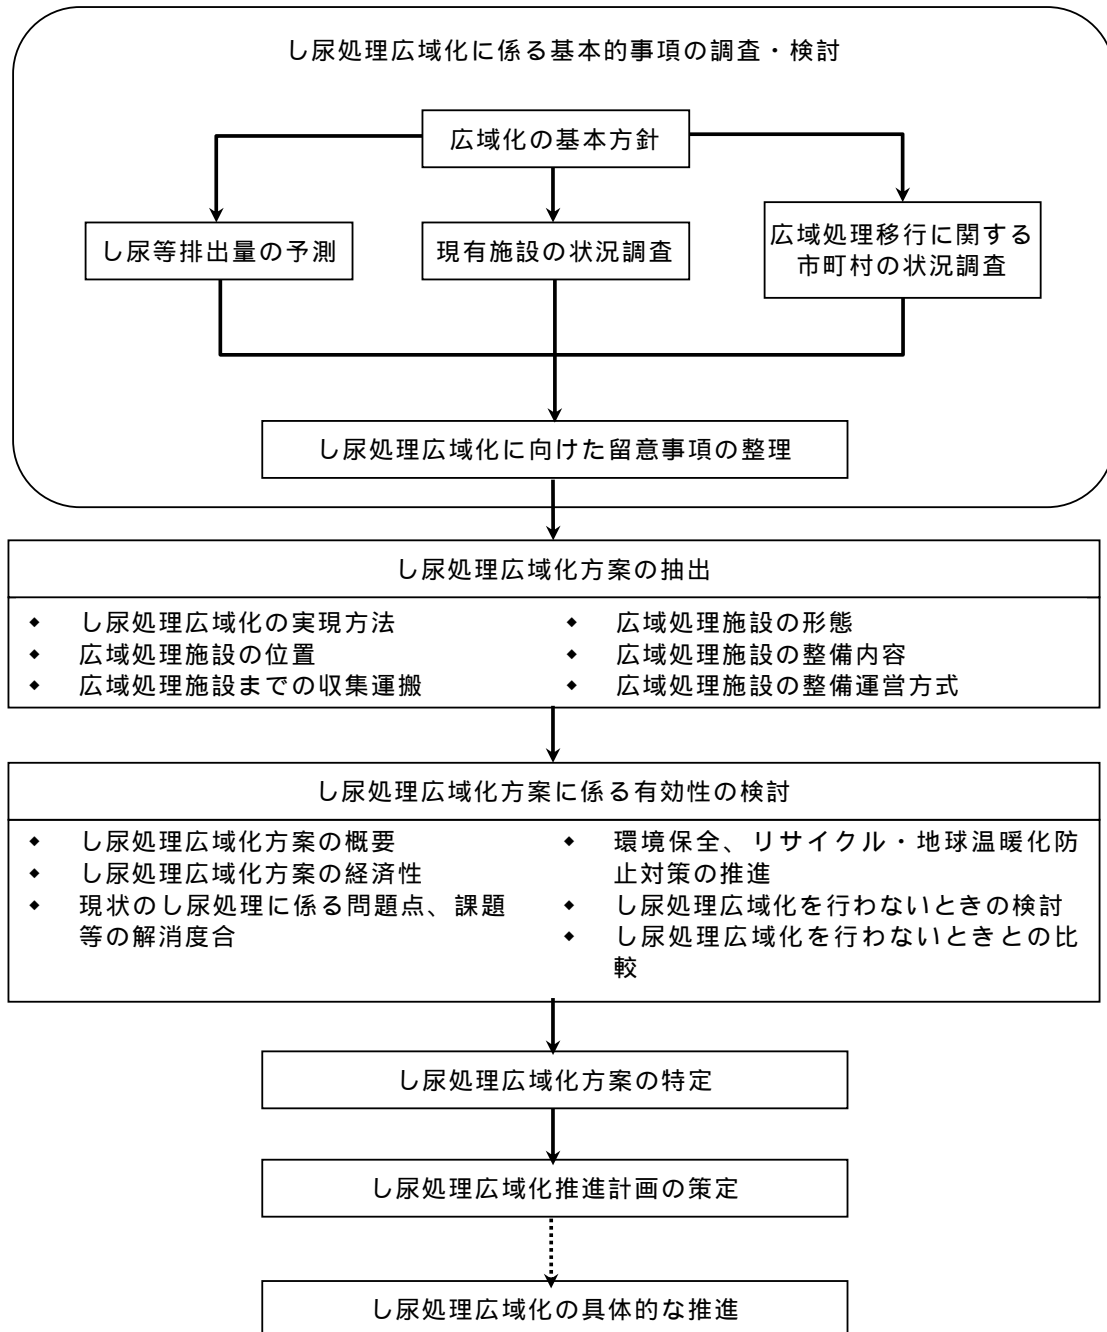 し尿処理広域化に係る基本的事項の調査・検討
広域化の基本方針
し尿等排出量の予測
現有施設の状況調査
広域処理移行に関する
市町村の状況調査
し尿処理広域化に向けた留意事項の整理
し尿処理広域化方案の抽出
◆ し尿処理広域化の実現方法
◆ 広域処理施設の位置
◆ 広域処理施設までの収集運搬
◆ 広域処理施設の形態
◆ 広域処理施設の整備内容
◆ 広域処理施設の整備運営方式
し尿処理広域化方案に係る有効性の検討
◆ し尿処理広域化方案の概要
◆ し尿処理広域化方案の経済性
◆ 現状のし尿処理に係る問題点、課題
等の解消度合
◆ 環境保全、リサイクル・地球温暖化防
止対策の推進
◆ し尿処理広域化を行わないときの検討
◆ し尿処理広域化を行わないときとの比
較
し尿処理広域化方案の特定
し尿処理広域化推進計画の策定
し尿処理広域化の具体的な推進